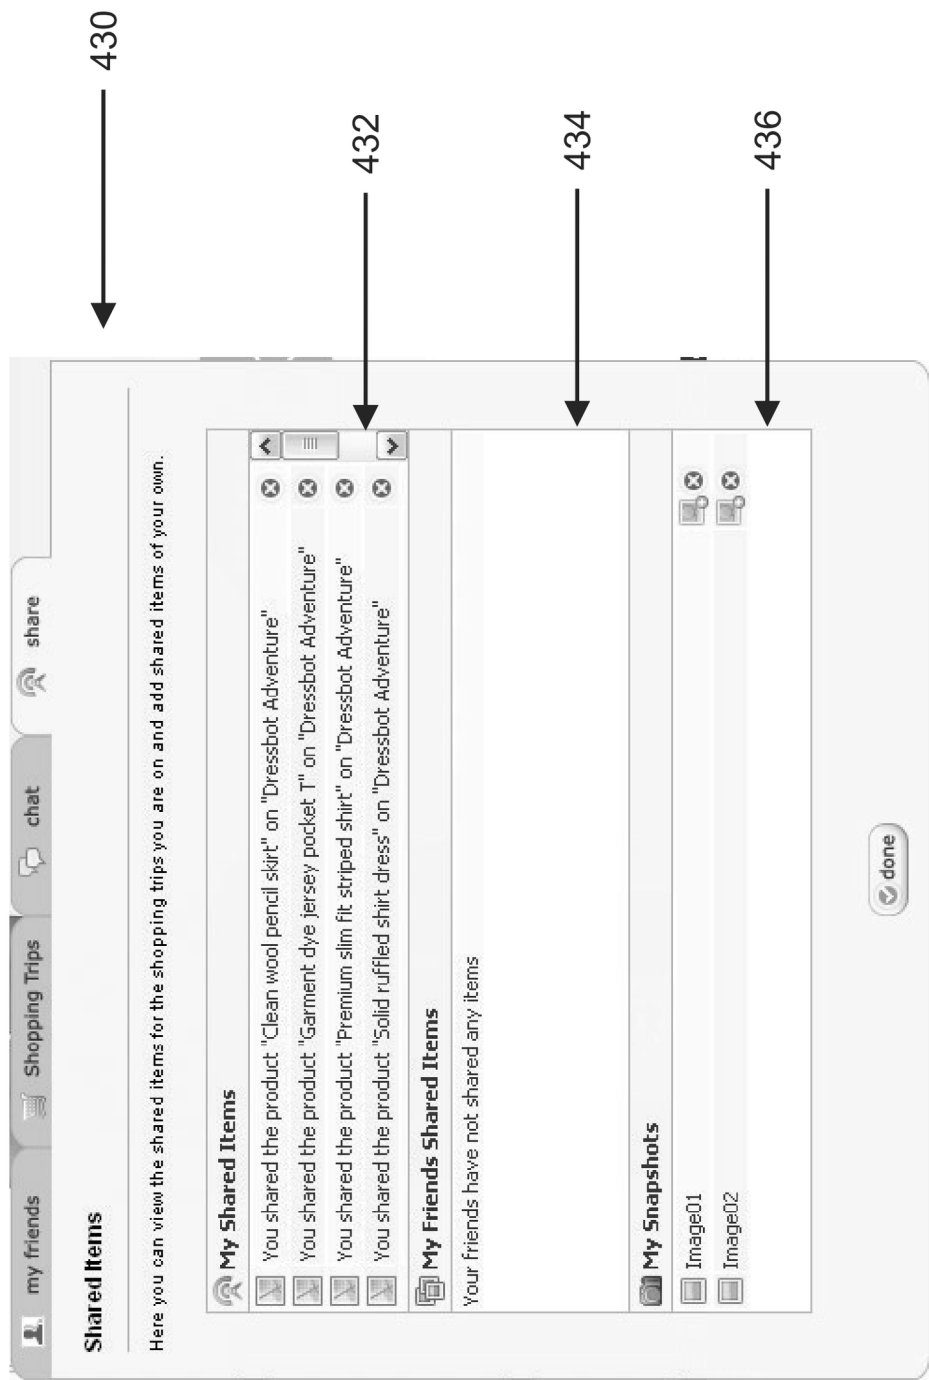 my friends
Shopping Trips
chat
share
Shared Items
Here you can view the shared items for the shopping trips you are on and add shared items of your own.
My Shared Items
You shared the product "Clean wool pencil skirt" on "Dressbot Adventure"
You shared the product "Garment dye jersey pocket T" on "Dressbot Adventure"
You shared the product "Premium slim fit striped shirt" on "Dressbot Adventure"
You shared the product "Solid ruffled shirt dress" on "Dressbot Adventure"
My Friends Shared Items
Your friends have not shared any items
My Snapshots
Image01
Image02
done
430
432
434
436